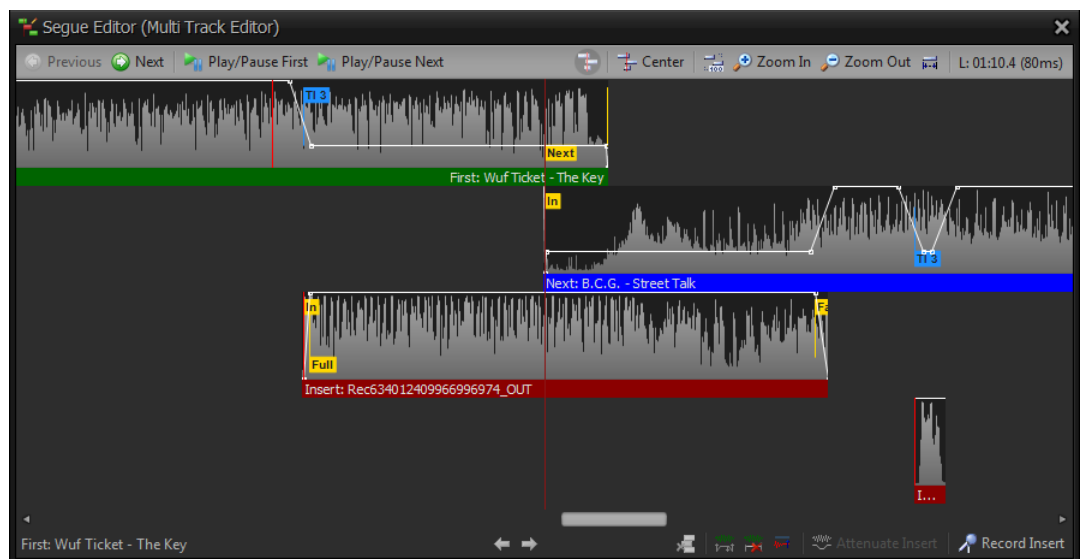 Segue Editor (Multi Track Editor)
Previous Next Play/Pause First Play/Pause Next Center Zoom In Zoom Out L: 01:10.4 (80ms)
TI 3
Next
First: Wuf Ticket - The Key
In
TI 3
Next: B.C.G. - Street Talk
In Fa
Full
Insert: Rec634012409966996974_OUT
I...
First: Wuf Ticket - The Key Attenuate Insert Record Insert